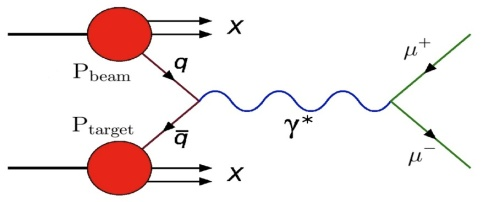 X
P_beam
q
μ⁺
P_target
q̅
γ*
μ⁻
X